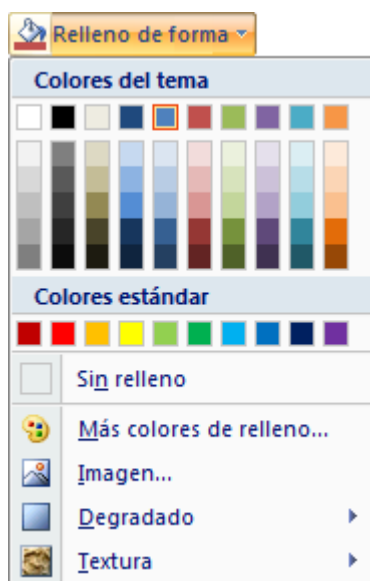 Relleno de forma
Colores del tema
Colores estándar
Sin relleno
Más colores de relleno...
Imagen...
Degradado
Textura